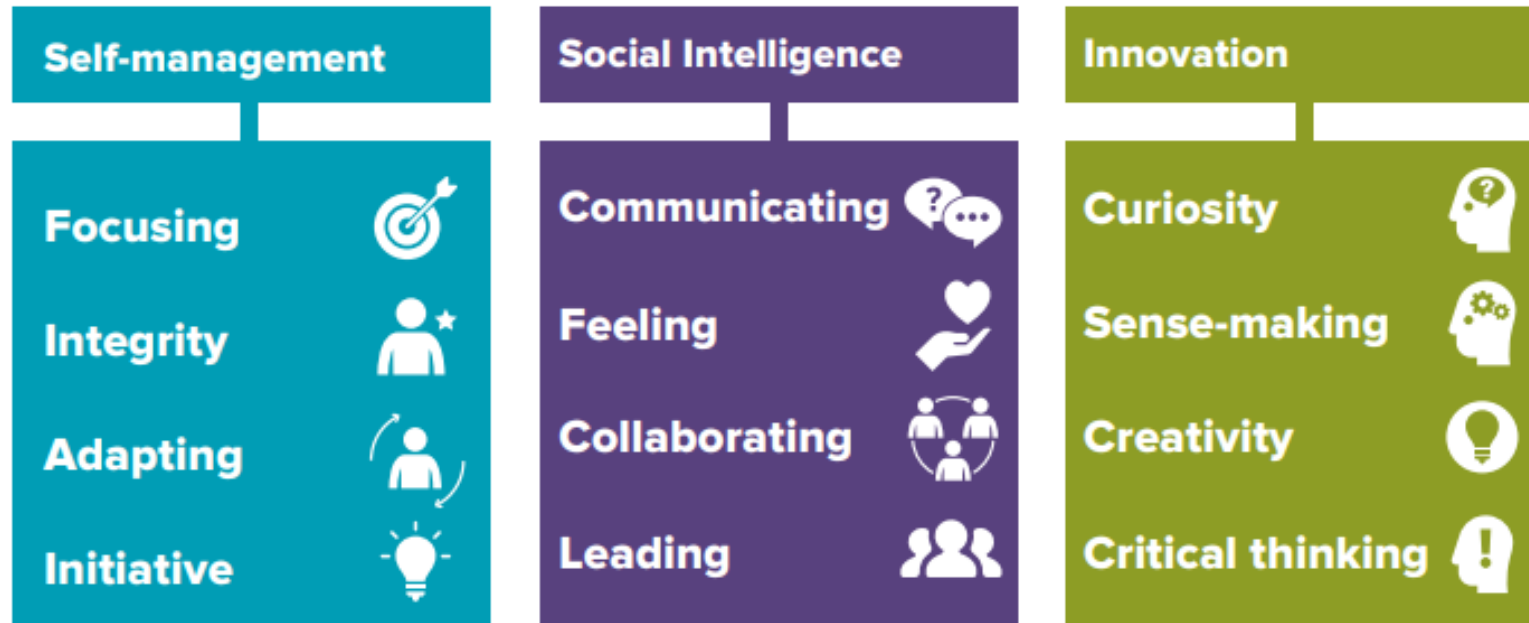 Self-management
Focusing
Integrity
Adapting
Initiative
Social Intelligence
Communicating
?
Feeling
Collaborating
Leading
Innovation
Curiosity
?
Sense-making
Creativity
Critical thinking
!